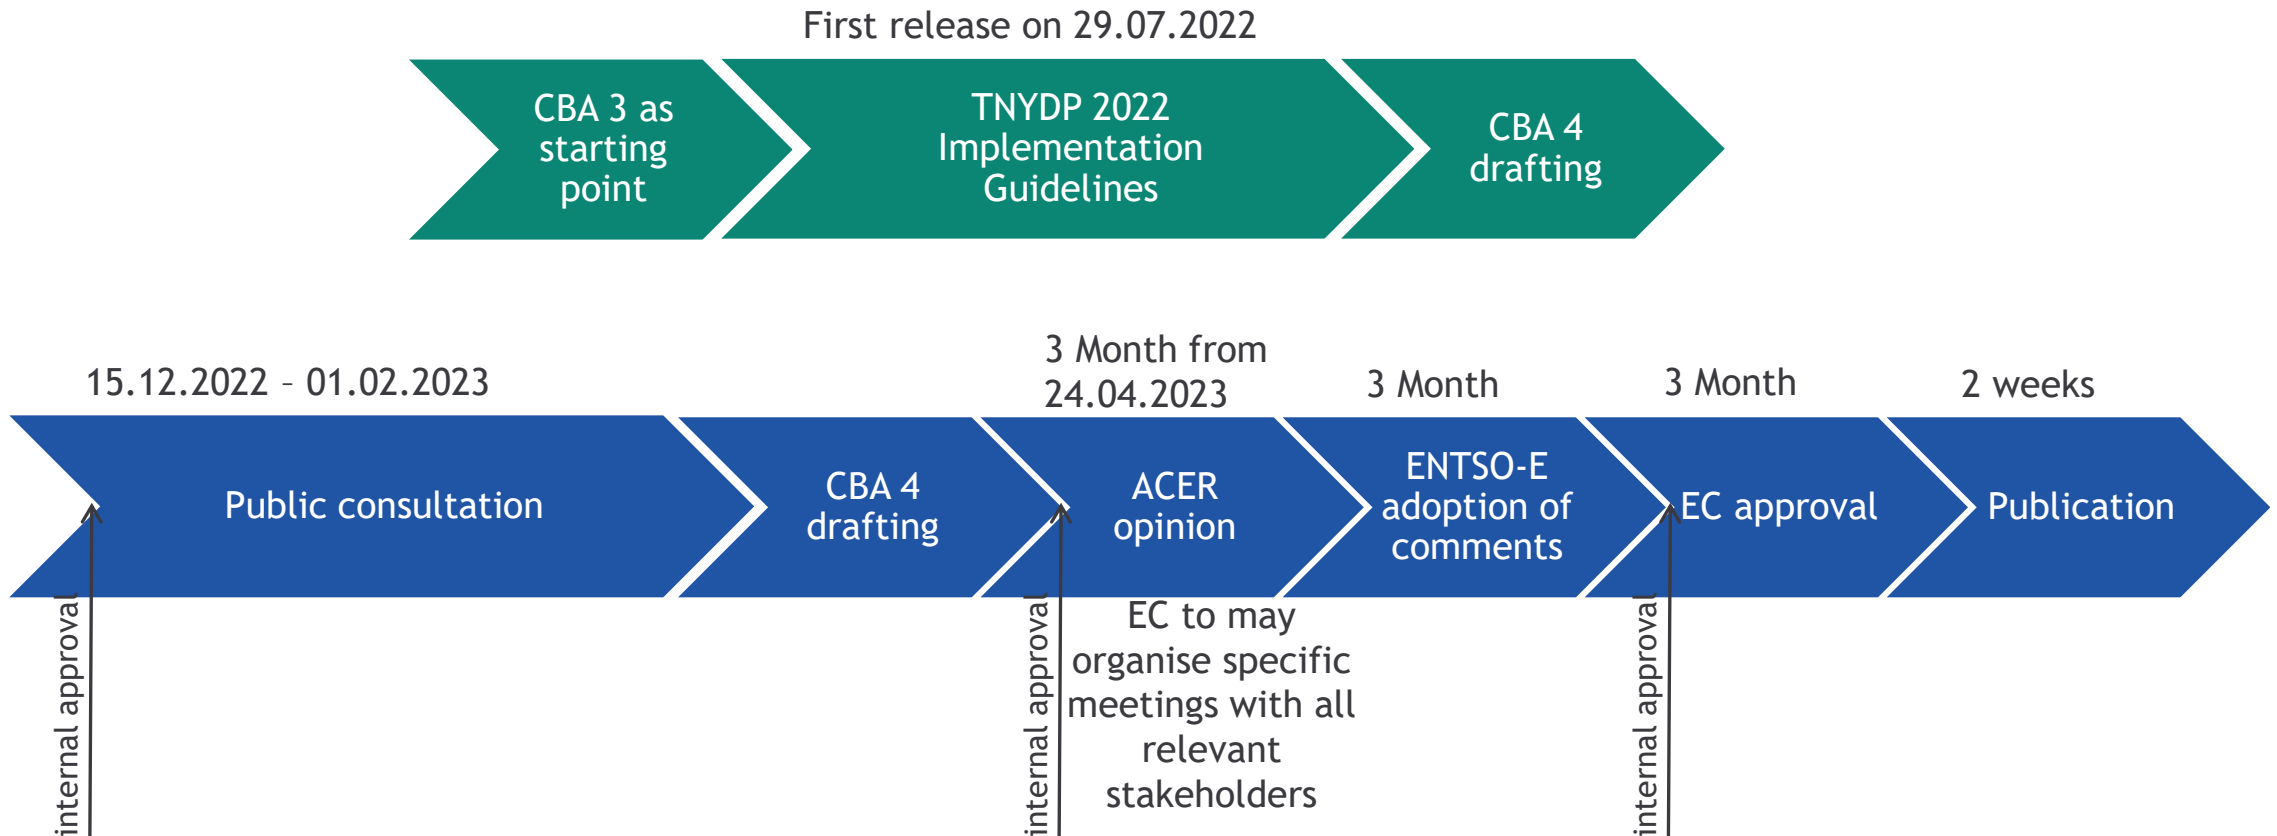 First release on 29.07.2022
CBA 3 as
starting
point
TNYDP 2022
Implementation
Guidelines
CBA 4
drafting
15.12.2022 – 01.02.2023
3 Month from
24.04.2023
3 Month
3 Month
2 weeks
Public consultation
CBA 4
drafting
ACER
opinion
ENTSO-E
adoption of
comments
EC approval
Publication
internal approval
internal approval
EC to may
organise specific
meetings with all
relevant
stakeholders
internal approval